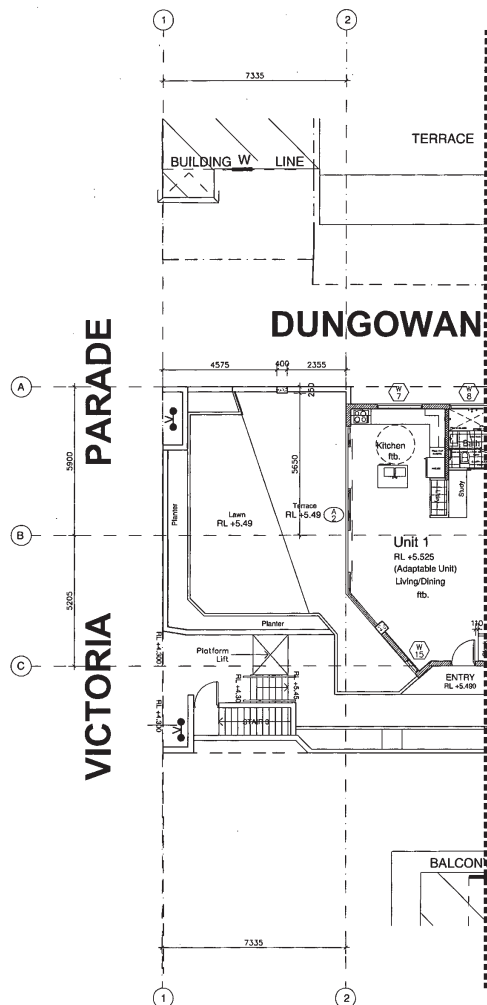 1
2
7335
TERRACE
BUILDING W LINE
DUNGOWAN
VICTORIA PARADE
4575
400
2355
250
A
W
7
W
8
5900
5650
Kitchen
ftb.
Bath
Study
Planter
Lawn
RL +5.49
Terrace
RL +5.49
A
2
B
Unit 1
RL +5.525
(Adaptable Unit)
Living/Dining
ftb.
5205
Planter
110
RL +4.300
Platform
Lift
W
15
C
ENTRY
RL +5.490
RL +4.30
RL +5.45
RL +4.300
STAIR 3
BALCON
7335
1
2